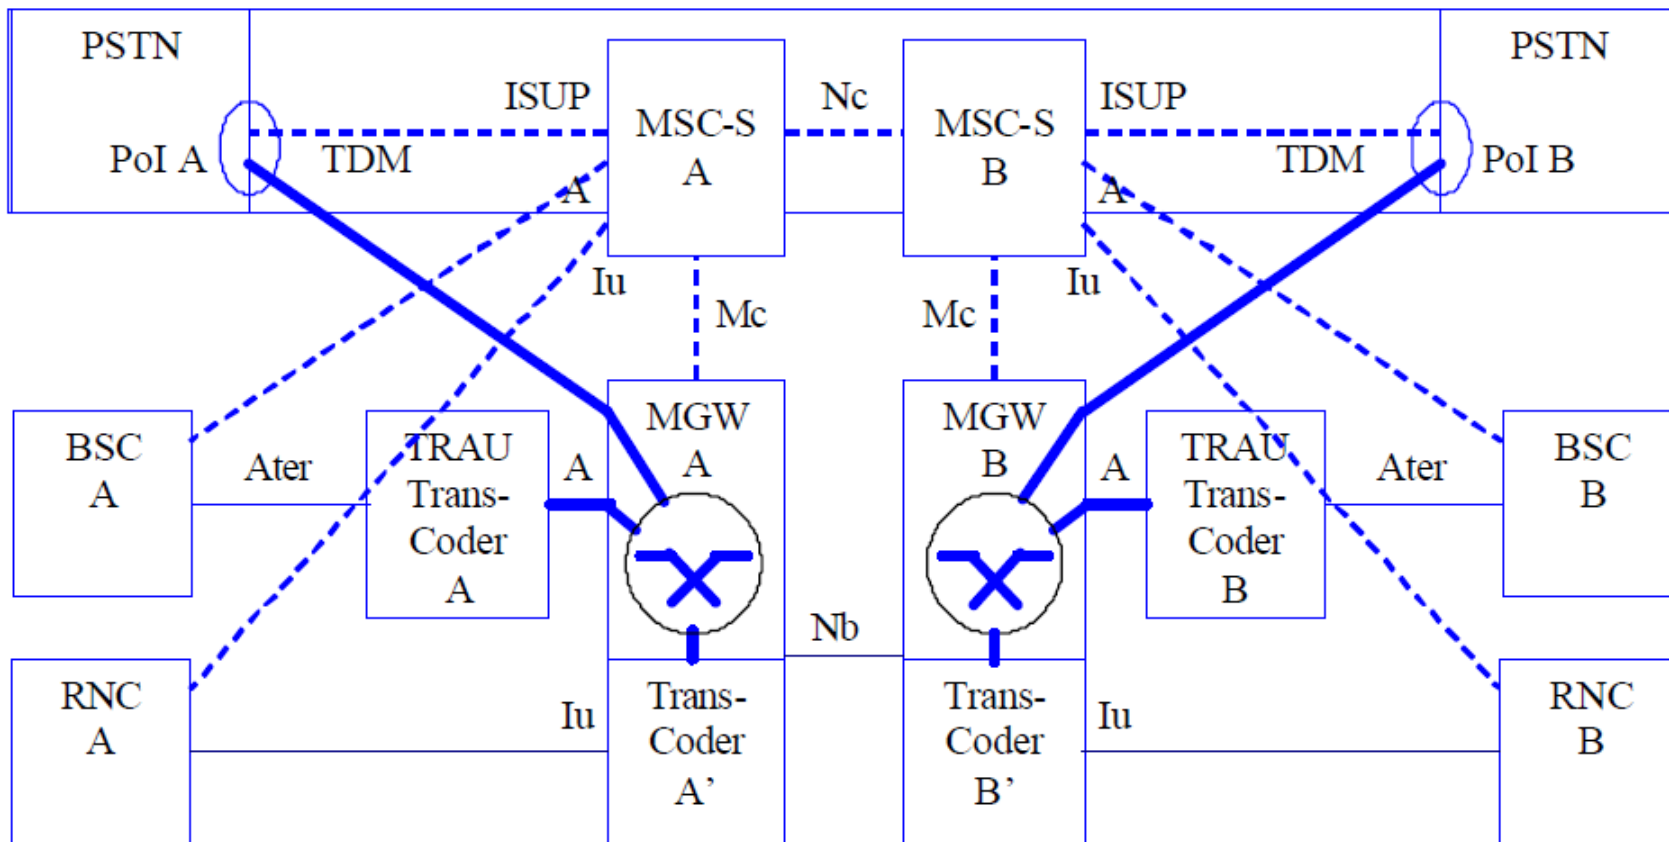 PSTN
PSTN
ISUP
Nc
ISUP
MSC-S
A
MSC-S
B
PoI A
TDM
TDM
PoI B
A
A
Iu
Iu
Mc
Mc
BSC
A
Ater
TRAU
Trans-
Coder
A
A
MGW
A
MGW
B
A
TRAU
Trans-
Coder
B
Ater
BSC
B
Nb
RNC
A
Iu
Trans-
Coder
A’
Trans-
Coder
B’
Iu
RNC
B